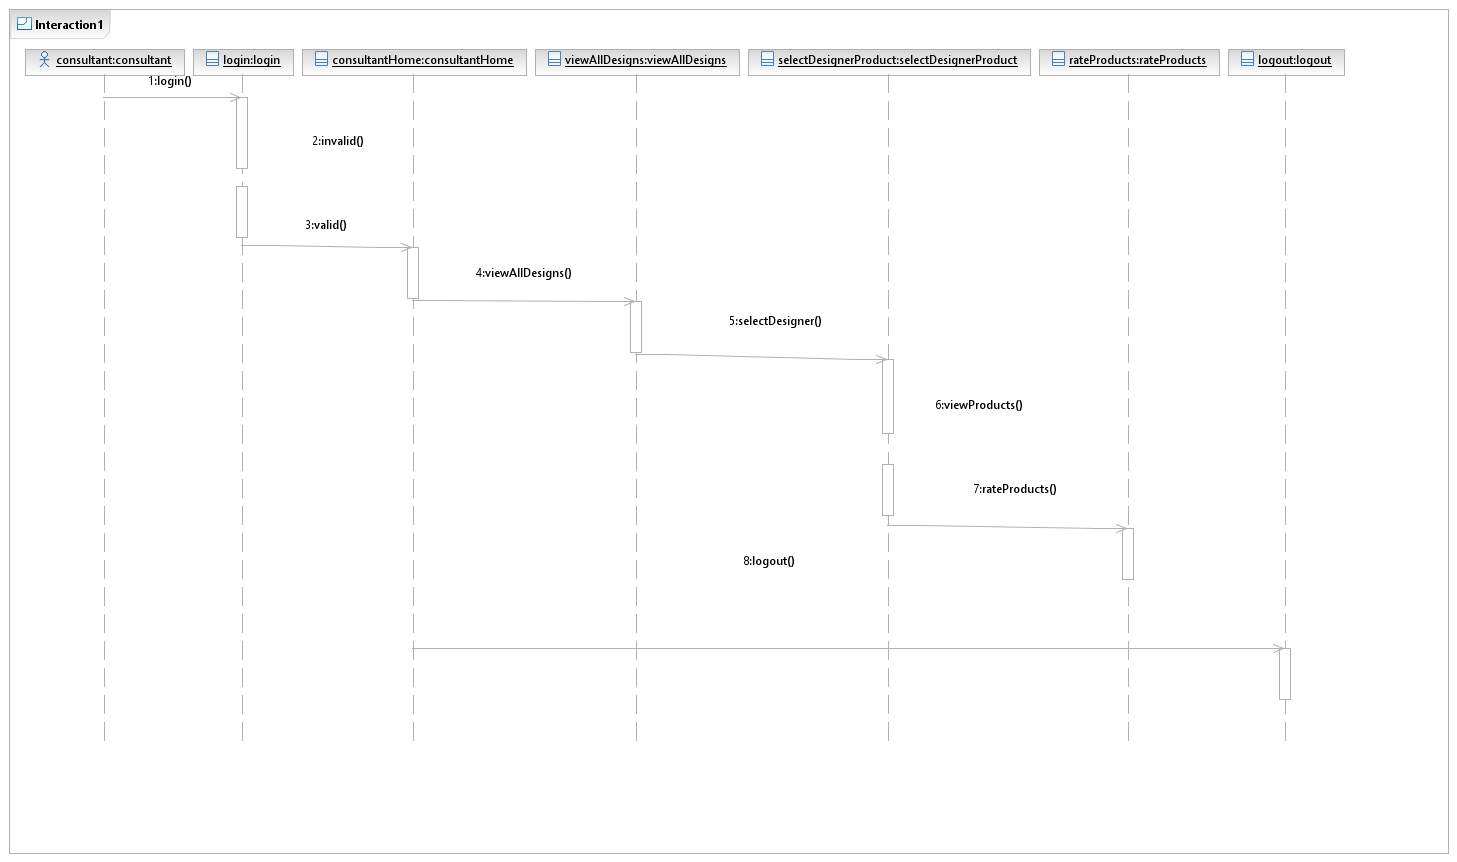 Interaction1
consultant:consultant
login:login
consultantHome:consultantHome
viewAllDesigns:viewAllDesigns
selectDesignerProduct:selectDesignerProduct
rateProducts:rateProducts
logout:logout
1:login()
2:invalid()
3:valid()
4:viewAllDesigns()
5:selectDesigner()
6:viewProducts()
7:rateProducts()
8:logout()